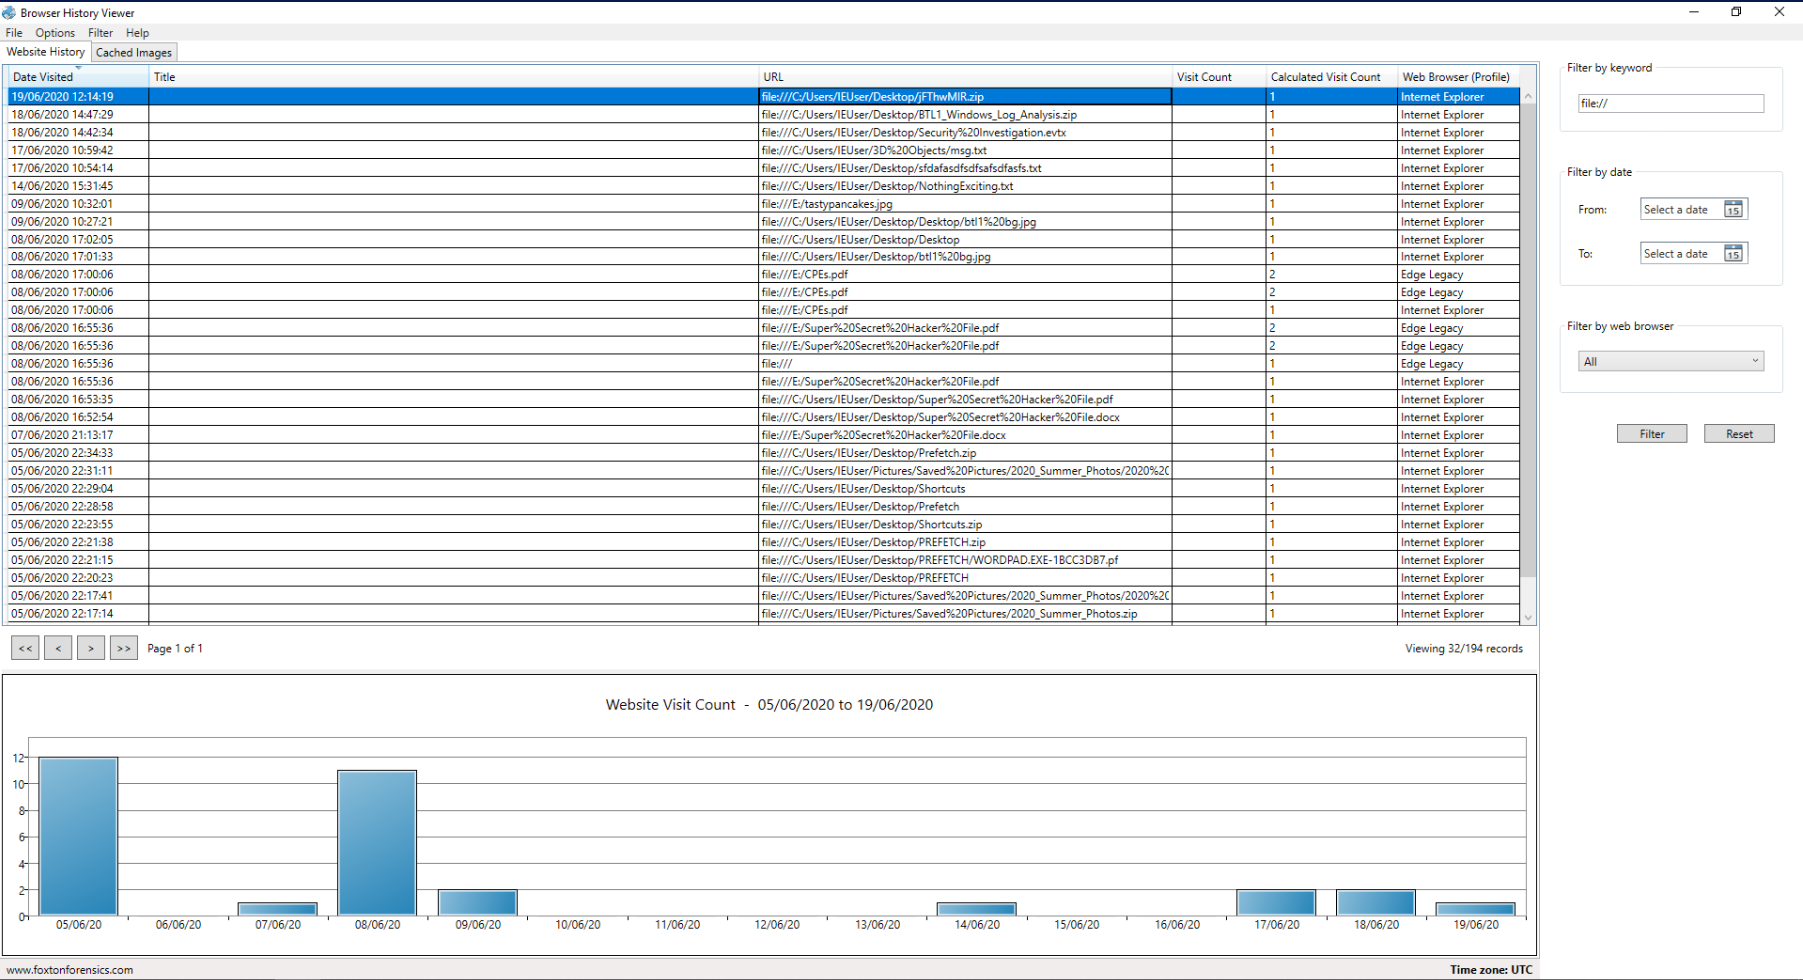 Browser History Viewer
File Options Filter Help
Website History Cached Images
Date Visited Title URL Visit Count Calculated Visit Count Web Browser (Profile)
19/06/2020 12:14:19 file:///C:/Users/IEUser/Desktop/jFThwMIR.zip 1 Internet Explorer
18/06/2020 14:47:29 file:///C:/Users/IEUser/Desktop/BTL1_Windows_Log_Analysis.zip 1 Internet Explorer
18/06/2020 14:42:34 file:///C:/Users/IEUser/Desktop/Security%20Investigation.evtx 1 Internet Explorer
17/06/2020 10:59:42 file:///C:/Users/IEUser/3D%20Objects/msg.txt 1 Internet Explorer
17/06/2020 10:54:14 file:///C:/Users/IEUser/Desktop/sfdafasdfsdfsafsdfasfs.txt 1 Internet Explorer
14/06/2020 15:31:45 file:///C:/Users/IEUser/Desktop/NothingExciting.txt 1 Internet Explorer
09/06/2020 10:32:01 file:///E:/tastypancakes.jpg 1 Internet Explorer
09/06/2020 10:27:21 file:///C:/Users/IEUser/Desktop/Desktop/btl1%20bg.jpg 1 Internet Explorer
08/06/2020 17:02:05 file:///C:/Users/IEUser/Desktop/Desktop 1 Internet Explorer
08/06/2020 17:01:33 file:///C:/Users/IEUser/Desktop/btl1%20bg.jpg 1 Internet Explorer
08/06/2020 17:00:06 file:///E:/CPEs.pdf 2 Edge Legacy
08/06/2020 17:00:06 file:///E:/CPEs.pdf 2 Edge Legacy
08/06/2020 17:00:06 file:///E:/CPEs.pdf 1 Internet Explorer
08/06/2020 16:55:36 file:///E:/Super%20Secret%20Hacker%20File.pdf 2 Edge Legacy
08/06/2020 16:55:36 file:///E:/Super%20Secret%20Hacker%20File.pdf 2 Edge Legacy
08/06/2020 16:55:36 file:/// 1 Edge Legacy
08/06/2020 16:55:36 file:///E:/Super%20Secret%20Hacker%20File.pdf 1 Internet Explorer
08/06/2020 16:53:35 file:///C:/Users/IEUser/Desktop/Super%20Secret%20Hacker%20File.pdf 1 Internet Explorer
08/06/2020 16:52:54 file:///C:/Users/IEUser/Desktop/Super%20Secret%20Hacker%20File.docx 1 Internet Explorer
07/06/2020 21:13:17 file:///E:/Super%20Secret%20Hacker%20File.docx 1 Internet Explorer
05/06/2020 22:34:33 file:///C:/Users/IEUser/Desktop/Prefetch.zip 1 Internet Explorer
05/06/2020 22:31:11 file:///C:/Users/IEUser/Pictures/Saved%20Pictures/2020_Summer_Photos/2020%20 1 Internet Explorer
05/06/2020 22:29:04 file:///C:/Users/IEUser/Desktop/Shortcuts 1 Internet Explorer
05/06/2020 22:28:58 file:///C:/Users/IEUser/Desktop/Prefetch 1 Internet Explorer
05/06/2020 22:23:55 file:///C:/Users/IEUser/Desktop/Shortcuts.zip 1 Internet Explorer
05/06/2020 22:21:38 file:///C:/Users/IEUser/Desktop/PREFETCH.zip 1 Internet Explorer
05/06/2020 22:21:15 file:///C:/Users/IEUser/Desktop/PREFETCH/WORDPAD.EXE-1BCC3DB7.pf 1 Internet Explorer
05/06/2020 22:20:23 file:///C:/Users/IEUser/Desktop/PREFETCH 1 Internet Explorer
05/06/2020 22:17:41 file:///C:/Users/IEUser/Pictures/Saved%20Pictures/2020_Summer_Photos/2020%20 1 Internet Explorer
05/06/2020 22:17:14 file:///C:/Users/IEUser/Pictures/Saved%20Pictures/2020_Summer_Photos.zip 1 Internet Explorer
<< < > >> Page 1 of 1 Viewing 32/194 records
Filter by keyword
file://
Filter by date
From: Select a date 15
To: Select a date 15
Filter by web browser
All
Filter Reset
Website Visit Count - 05/06/2020 to 19/06/2020
12
10
8
6
4
2
0
05/06/20 06/06/20 07/06/20 08/06/20 09/06/20 10/06/20 11/06/20 12/06/20 13/06/20 14/06/20 15/06/20 16/06/20 17/06/20 18/06/20 19/06/20
www.foxtonforensics.com Time zone: UTC